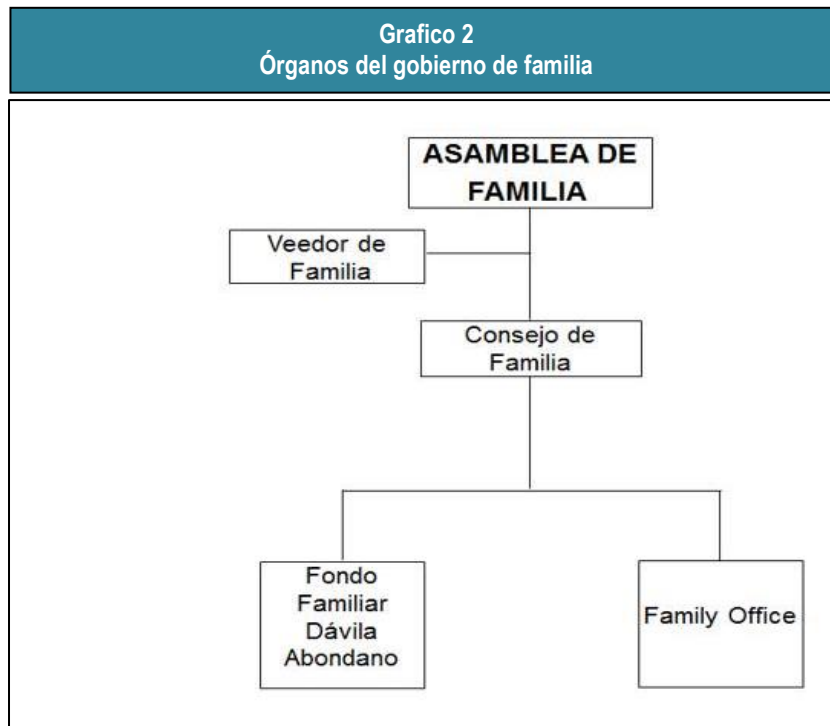 Grafico 2
Órganos del gobierno de familia
ASAMBLEA DE
FAMILIA
Veedor de
Familia
Consejo de
Familia
Fondo
Familiar
Dávila
Abondano
Family Office